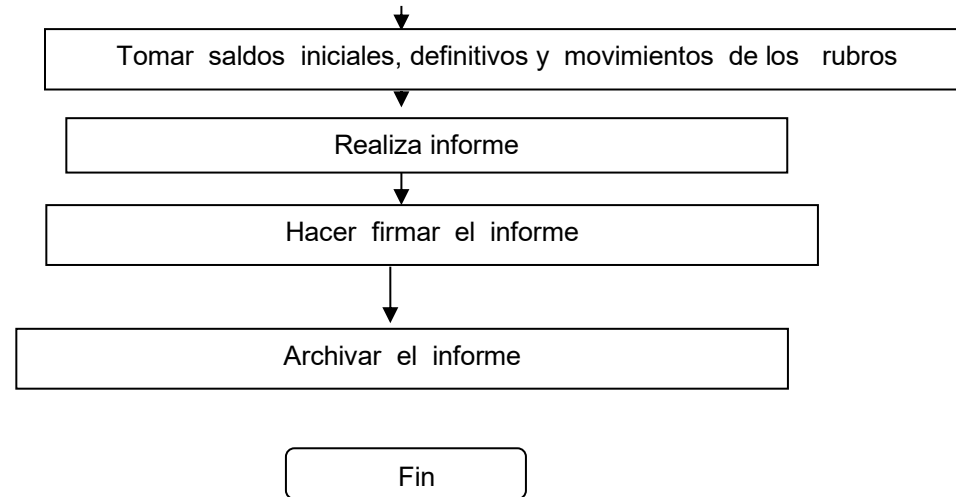 Tomar saldos iniciales, definitivos y movimientos de los rubros
Realiza informe
Hacer firmar el informe
Archivar el informe
Fin